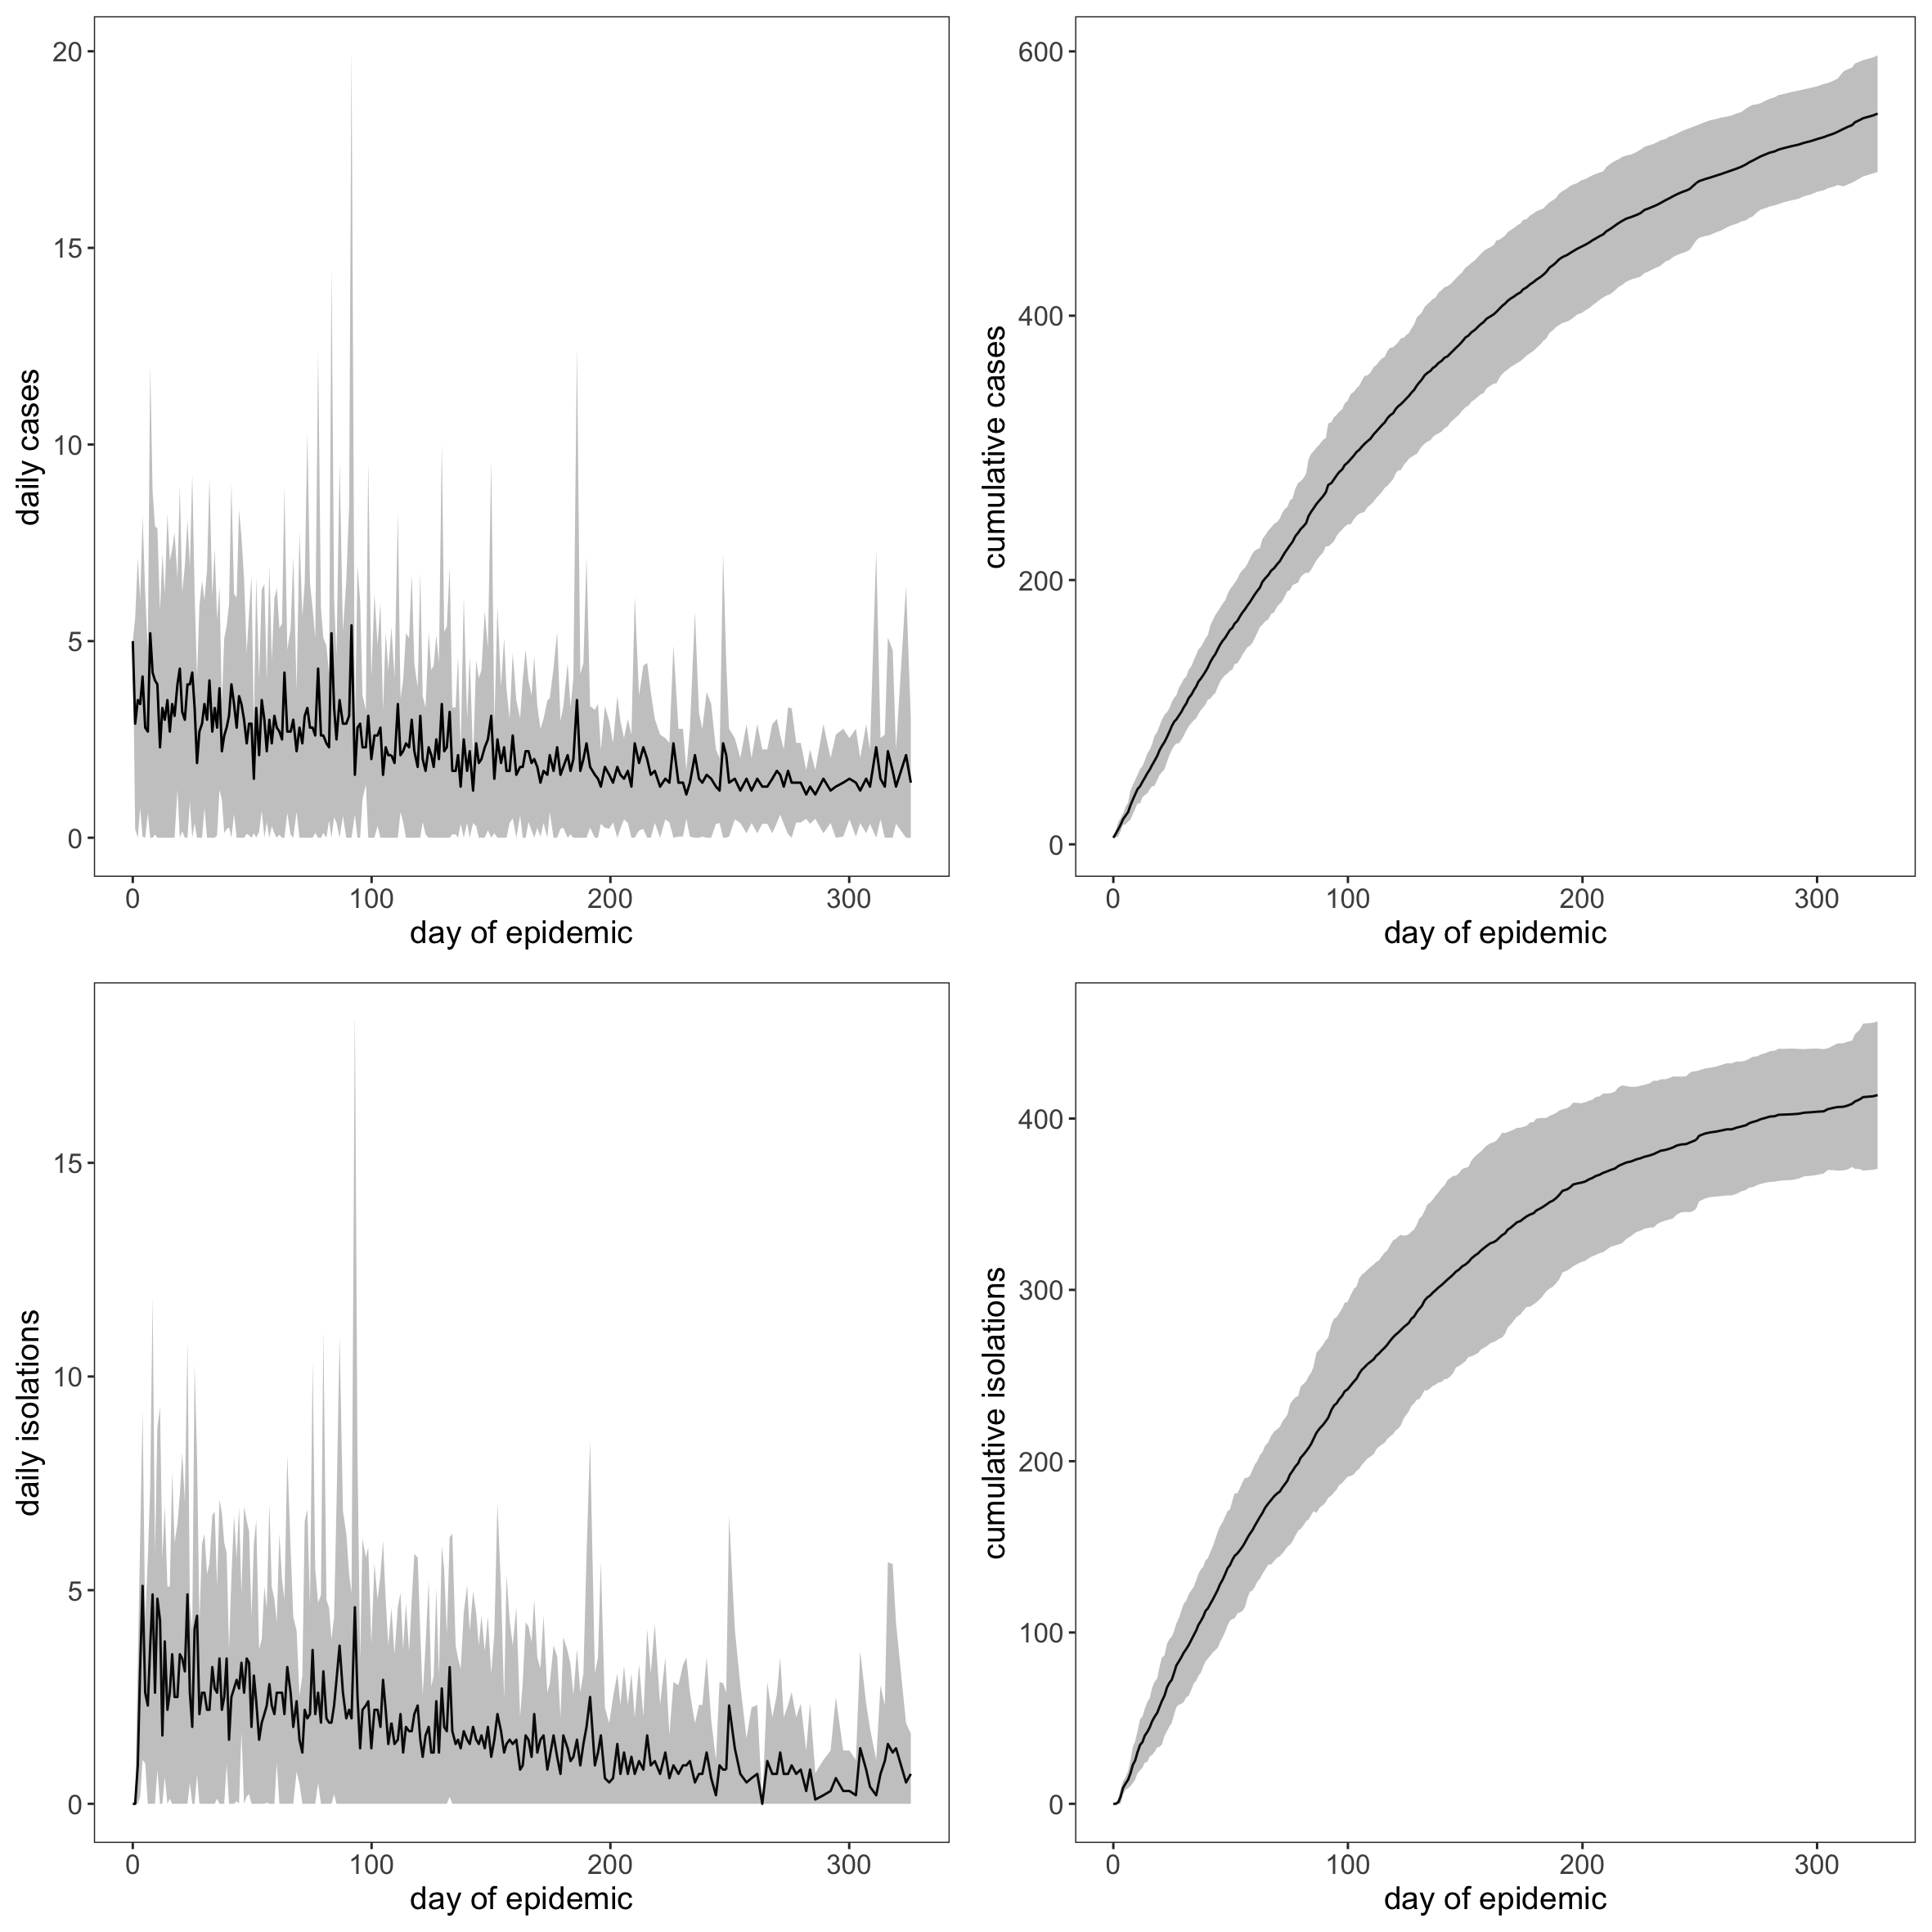 daily cases
20
15
10
5
0
0 100 200 300
day of epidemic
cumulative cases
600
400
200
0
0 100 200 300
day of epidemic
daily isolations
15
10
5
0
0 100 200 300
day of epidemic
cumulative isolations
400
300
200
100
0
0 100 200 300
day of epidemic